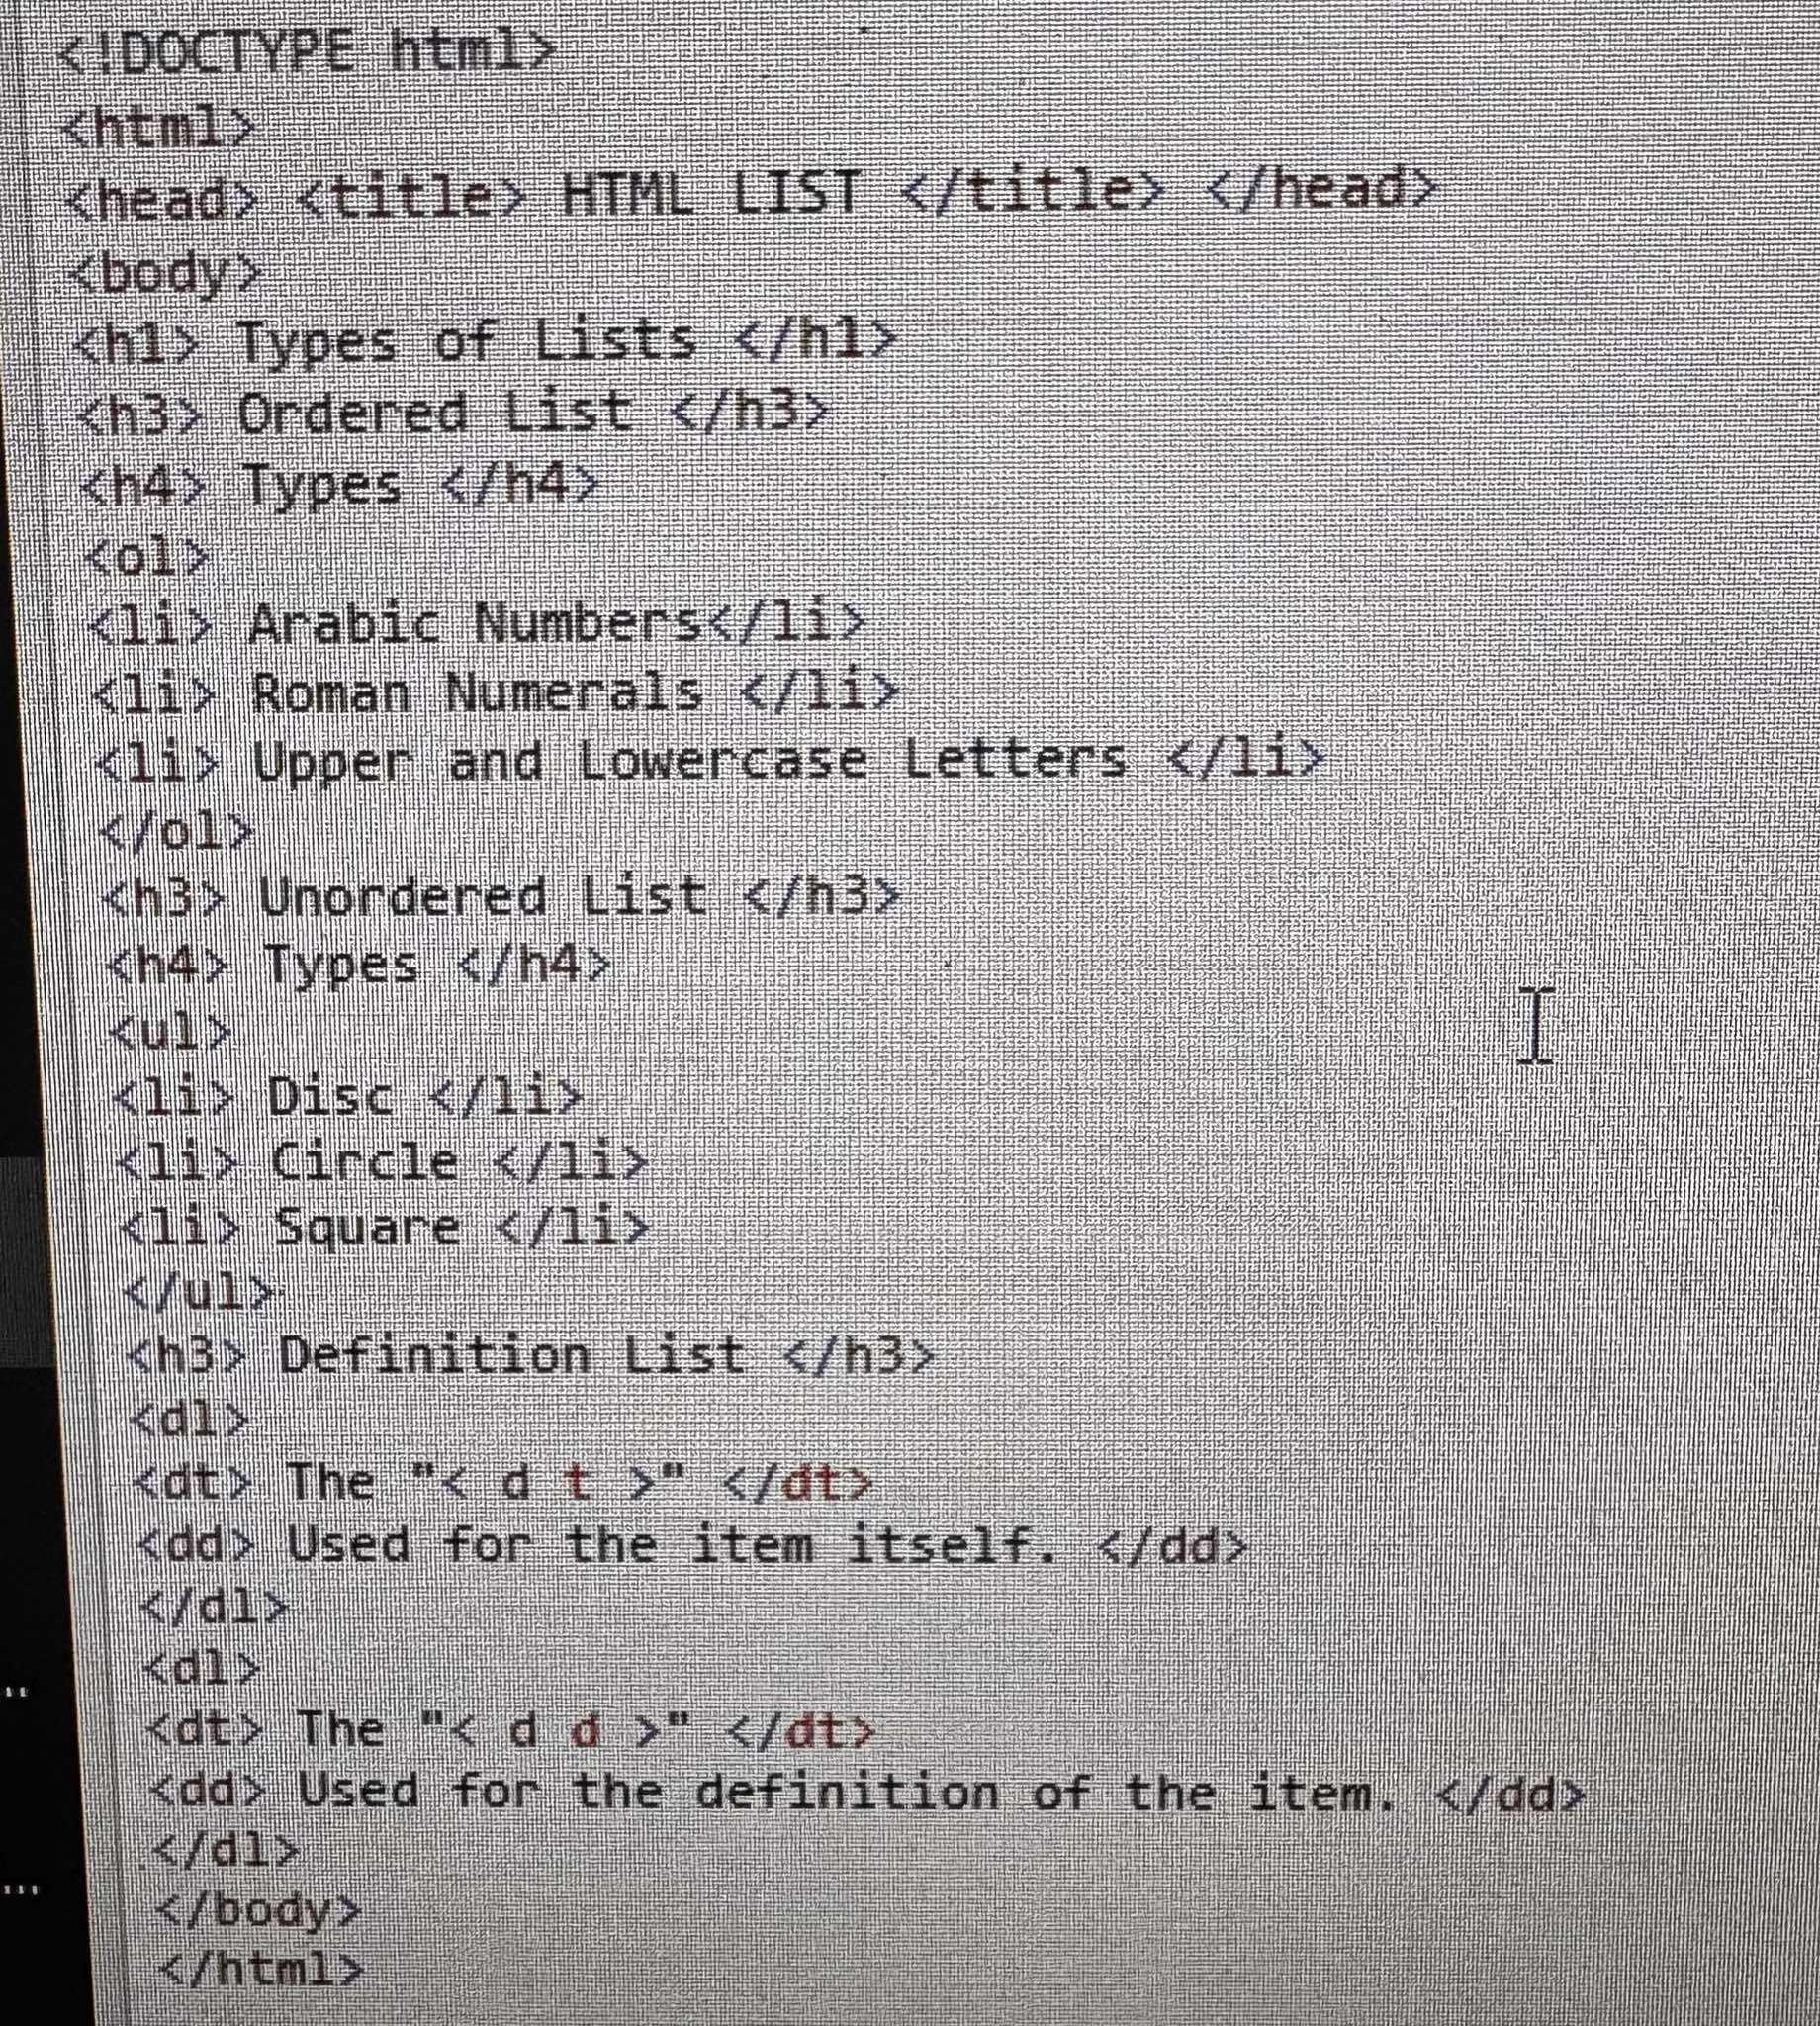 <!DOCTYPE html>
<html>
<head> <title> HTML LIST </title> </head>
<body>
<h1> Types of Lists </h1>
<h3> Ordered List </h3>
<h4> Types </h4>
<ol>
<li> Arabic Numbers</li>
<li> Roman Numerals </li>
<li> Upper and Lowercase Letters </li>
</ol>
<h3> Unordered List </h3>
<h4> Types </h4>
<ul>
<li> Disc </li>
<li> Circle </li>
<li> Square </li>
</ul>
<h3> Definition List </h3>
<dl>
<dt> The "< d t >" </dt>
<dd> Used for the item itself. </dd>
</dl>
<dl>
<dt> The "< d d >" </dt>
<dd> Used for the definition of the item. </dd>
</dl>
</body>
</html>